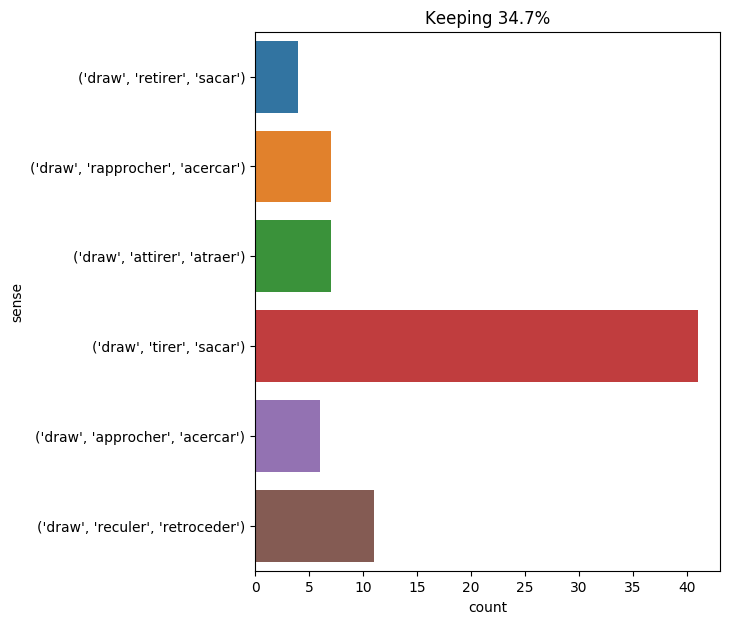 Keeping 34.7%
('draw', 'retirer', 'sacar')
('draw', 'rapprocher', 'acercar')
('draw', 'attirer', 'atraer')
('draw', 'tirer', 'sacar')
('draw', 'approcher', 'acercar')
('draw', 'reculer', 'retroceder')
sense
0 5 10 15 20 25 30 35 40
count